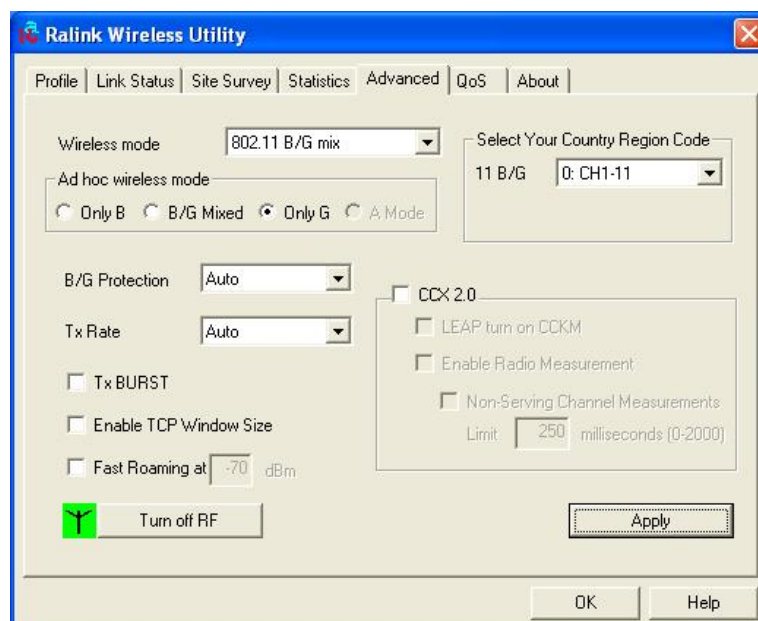 Ralink Wireless Utility
Profile Link Status Site Survey Statistics Advanced QoS About
Wireless mode 802.11 B/G mix
Select Your Country Region Code
11 B/G 0: CH1-11
Ad hoc wireless mode
Only B B/G Mixed Only G A Mode
B/G Protection Auto
Tx Rate Auto
Tx BURST
Enable TCP Window Size
Fast Roaming at -70 dBm
CCX 2.0
LEAP turn on CCKM
Enable Radio Measurement
Non-Serving Channel Measurements
Limit 250 milliseconds (0-2000)
Turn off RF
Apply
OK Help